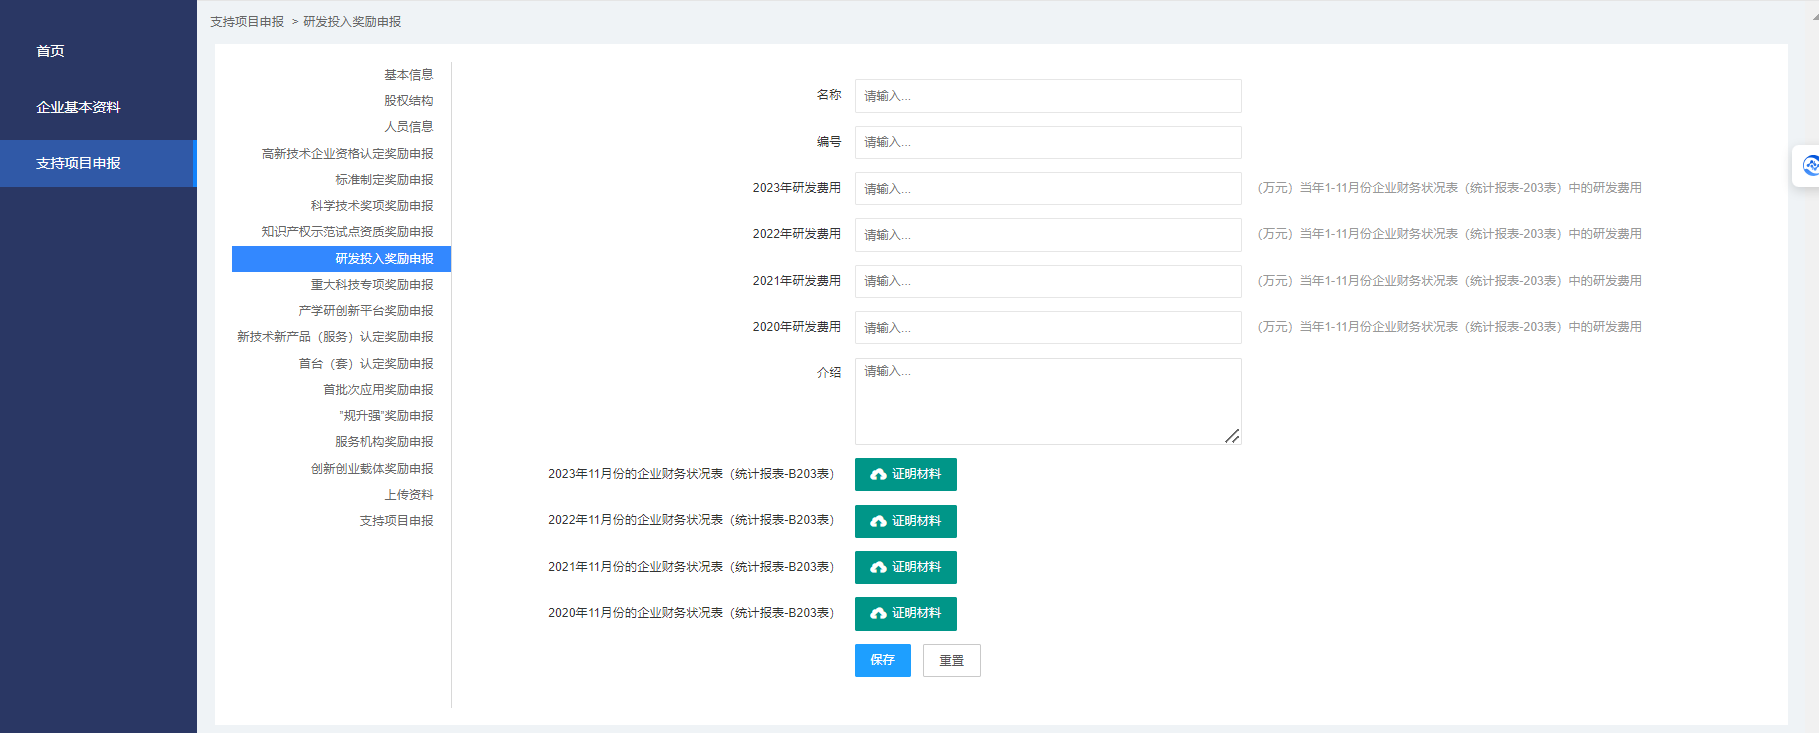 首页
企业基本资料
支持项目申报
支持项目申报 > 研发投入奖励申报
基本信息
股权结构
人员信息
高新技术企业资格认定奖励申报
标准制定奖励申报
科学技术奖项奖励申报
知识产权示范试点资质奖励申报
研发投入奖励申报
重大科技专项奖励申报
产学研创新平台奖励申报
新技术新产品（服务）认定奖励申报
首台（套）认定奖励申报
首批次应用奖励申报
"规升强"奖励申报
服务机构奖励申报
创新创业载体奖励申报
上传资料
支持项目申报
名称 请输入...
编号 请输入...
2023年研发费用 请输入... (万元）当年1-11月份企业财务状况表（统计报表-203表）中的研发费用
2022年研发费用 请输入... (万元）当年1-11月份企业财务状况表（统计报表-203表）中的研发费用
2021年研发费用 请输入... (万元）当年1-11月份企业财务状况表（统计报表-203表）中的研发费用
2020年研发费用 请输入... (万元）当年1-11月份企业财务状况表（统计报表-203表）中的研发费用
介绍 请输入...
2023年11月份的企业财务状况表（统计报表-B203表） 证明材料
2022年11月份的企业财务状况表（统计报表-B203表） 证明材料
2021年11月份的企业财务状况表（统计报表-B203表） 证明材料
2020年11月份的企业财务状况表（统计报表-B203表） 证明材料
保存 重置